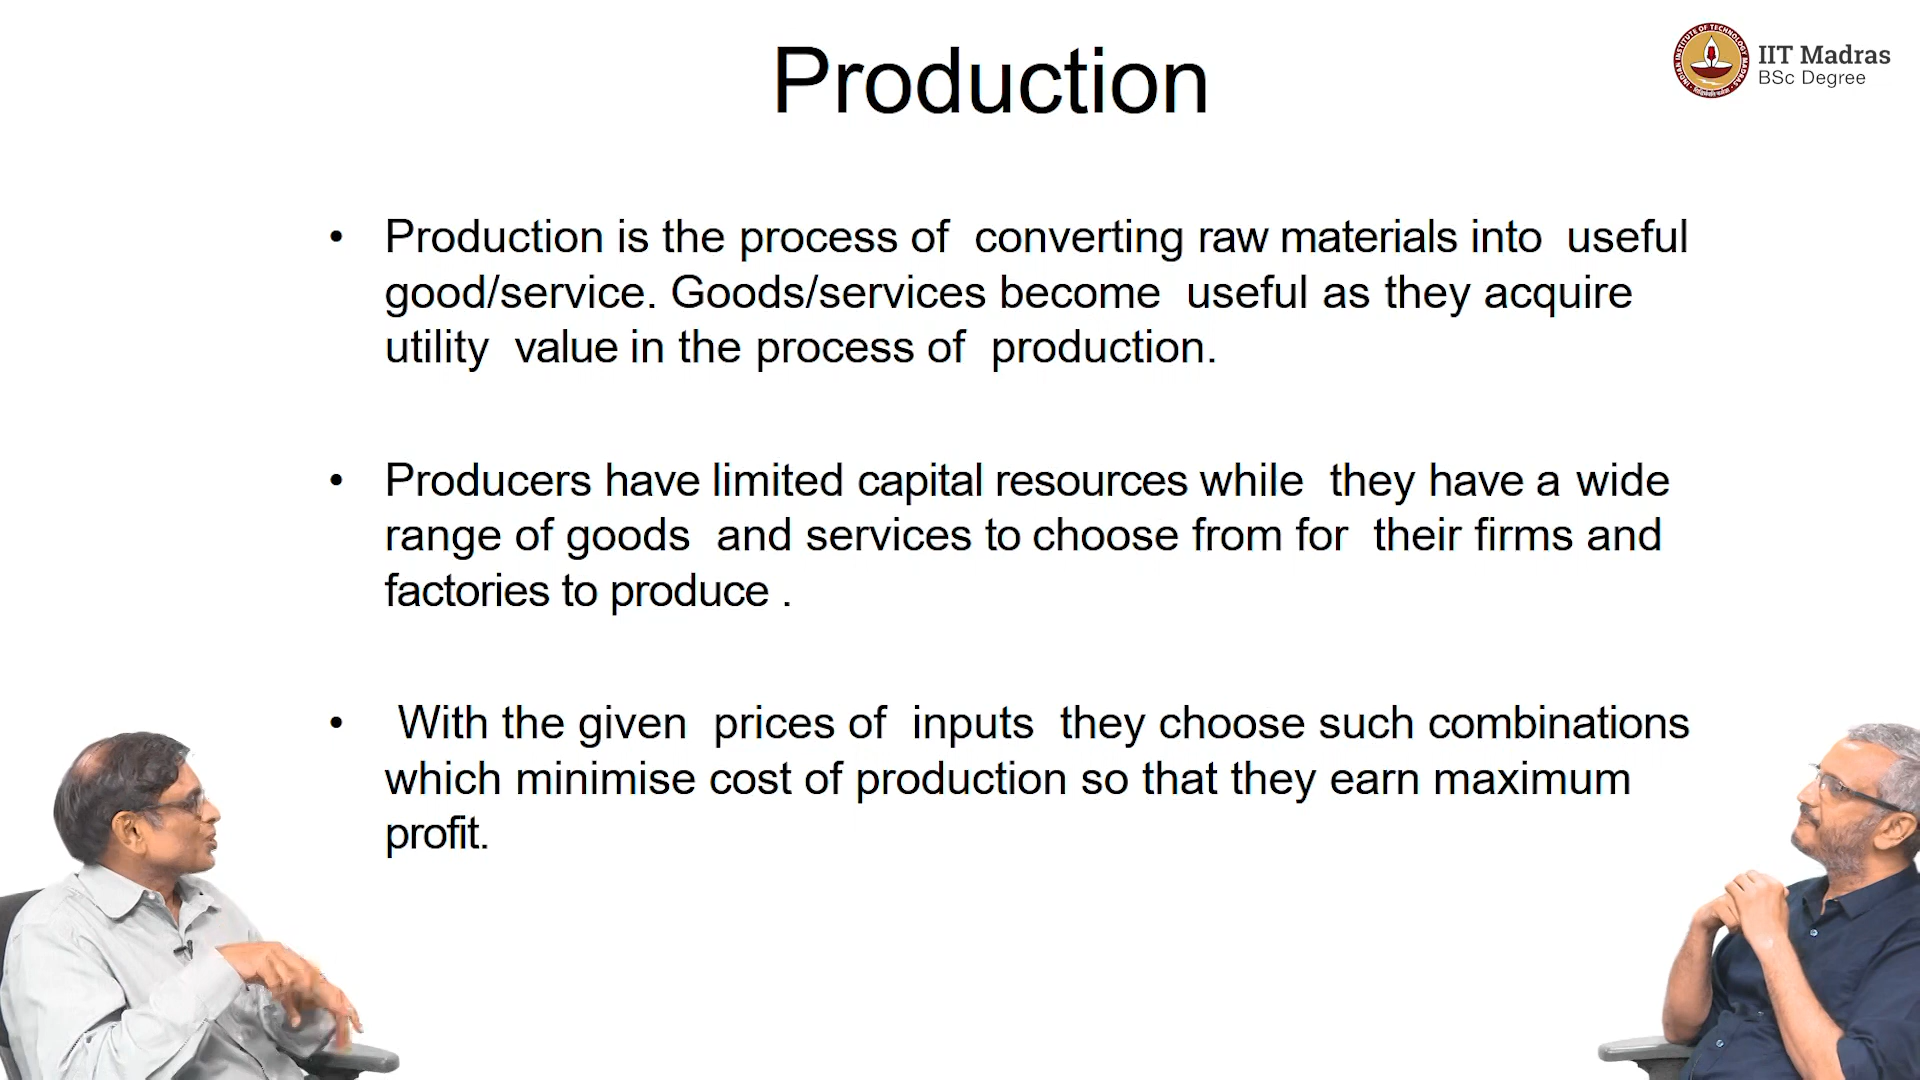 Production
IIT Madras
BSc Degree
• Production is the process of converting raw materials into useful
good/service. Goods/services become useful as they acquire
utility value in the process of production.
• Producers have limited capital resources while they have a wide
range of goods and services to choose from for their firms and
factories to produce .
• With the given prices of inputs they choose such combinations
which minimise cost of production so that they earn maximum
profit.